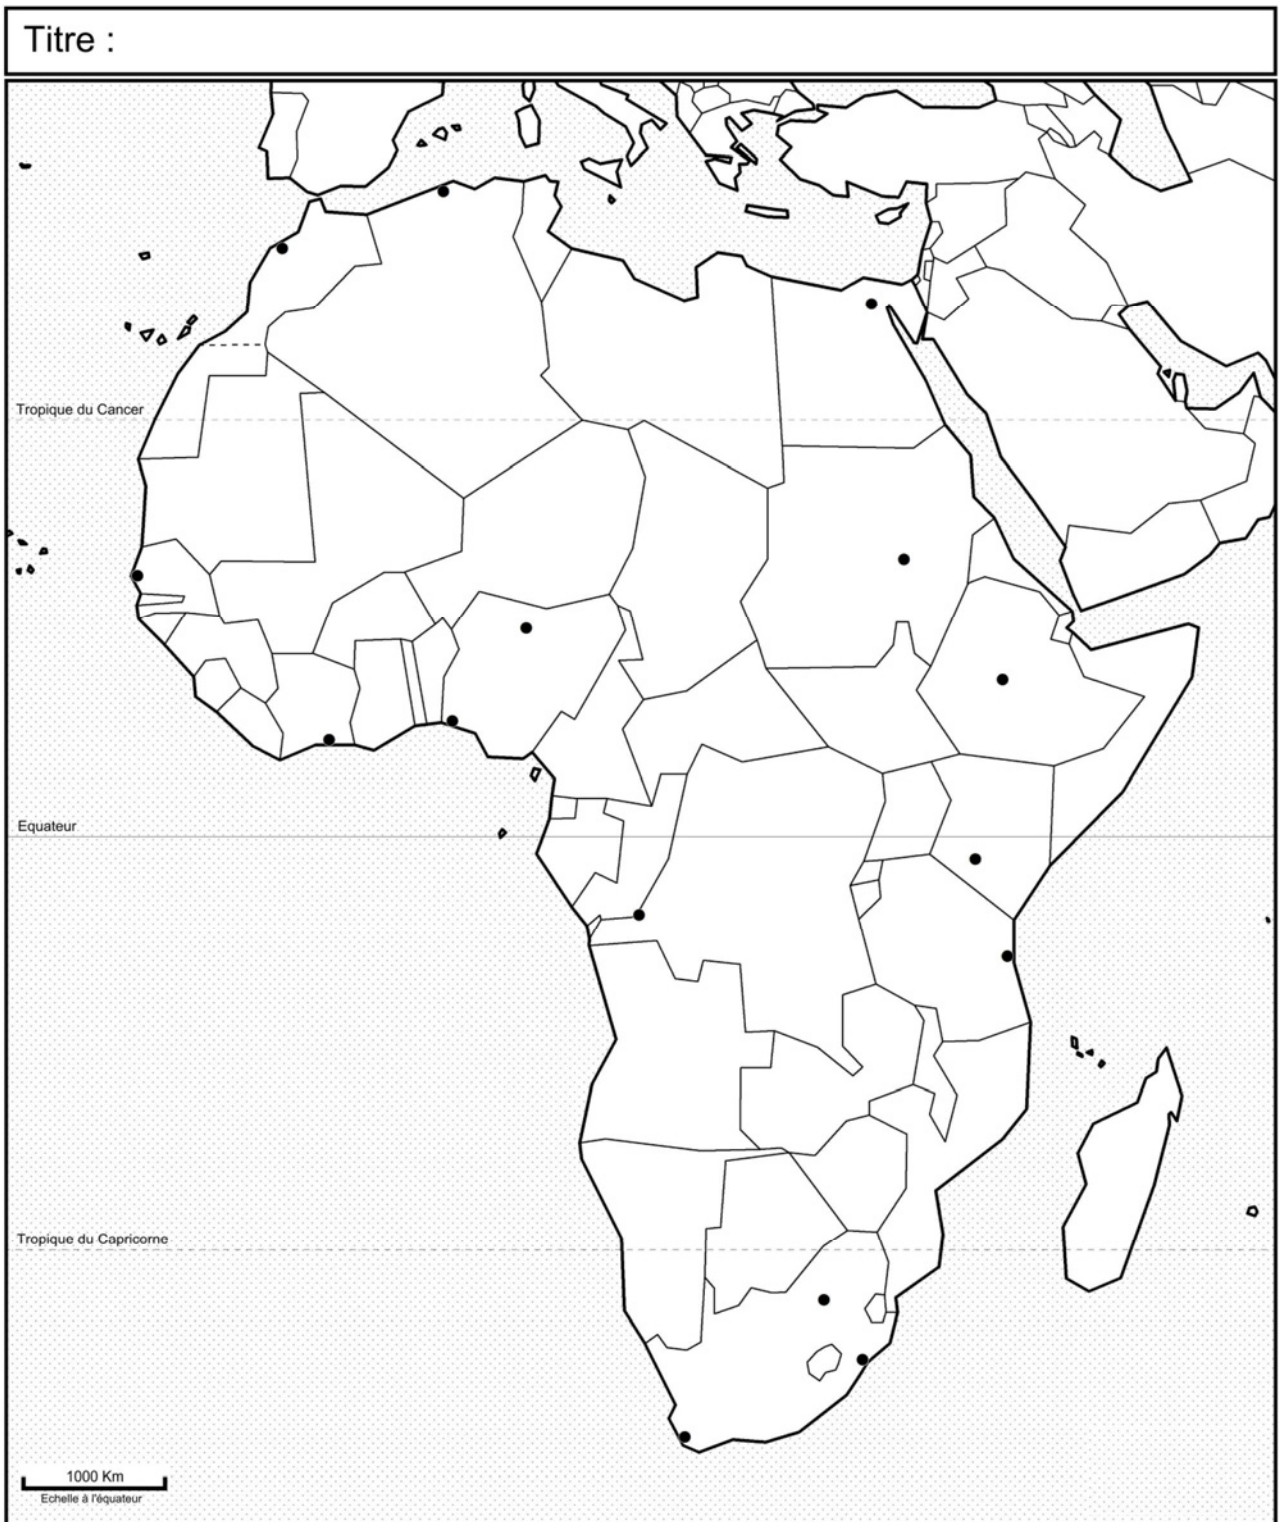 Titre :
Tropique du Cancer
Equateur
Tropique du Capricorne
1000 Km
Echelle à l'équateur